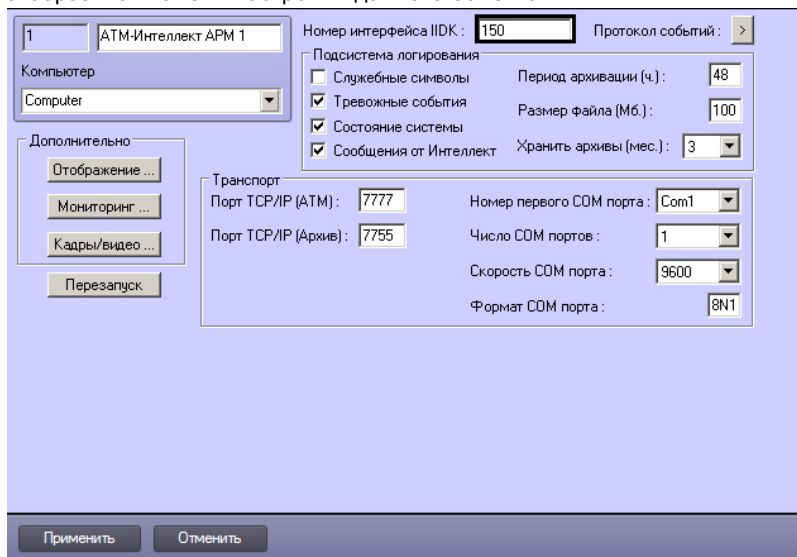 1
АТМ-Интеллект АРМ 1
Компьютер
Computer
Номер интерфейса IIDK :
150
Протокол событий :
>
Подсистема логирования
Служебные символы
Тревожные события
Состояние системы
Сообщения от Интеллект
Период архивации (ч.) :
48
Размер файла (Мб.) :
100
Хранить архивы (мес.) :
3
Дополнительно
Отображение ...
Мониторинг ...
Кадры/видео ...
Перезапуск
Транспорт
Порт TCP/IP (ATM) :
7777
Порт TCP/IP (Архив) :
7755
Номер первого COM порта :
Com1
Число COM портов :
1
Скорость COM порта :
9600
Формат COM порта :
8N1
Применить
Отменить